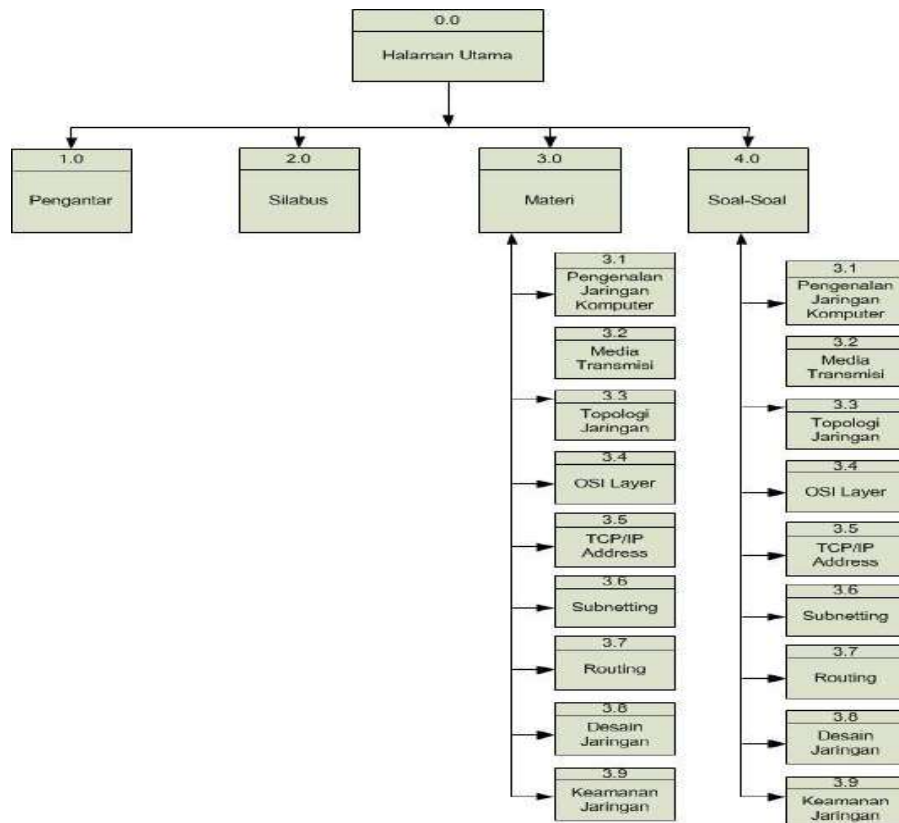 0.0
Halaman Utama
1.0
Pengantar
2.0
Silabus
3.0
Materi
4.0
Soal-Soal
3.1
Pengenalan
Jaringan
Komputer
3.2
Media
Transmisi
3.3
Topologi
Jaringan
3.4
OSI Layer
3.5
TCP/IP
Address
3.6
Subnetting
3.7
Routing
3.8
Desain
Jaringan
3.9
Keamanan
Jaringan
3.1
Pengenalan
Jaringan
Komputer
3.2
Media
Transmisi
3.3
Topologi
Jaringan
3.4
OSI Layer
3.5
TCP/IP
Address
3.6
Subnetting
3.7
Routing
3.8
Desain
Jaringan
3.9
Keamanan
Jaringan